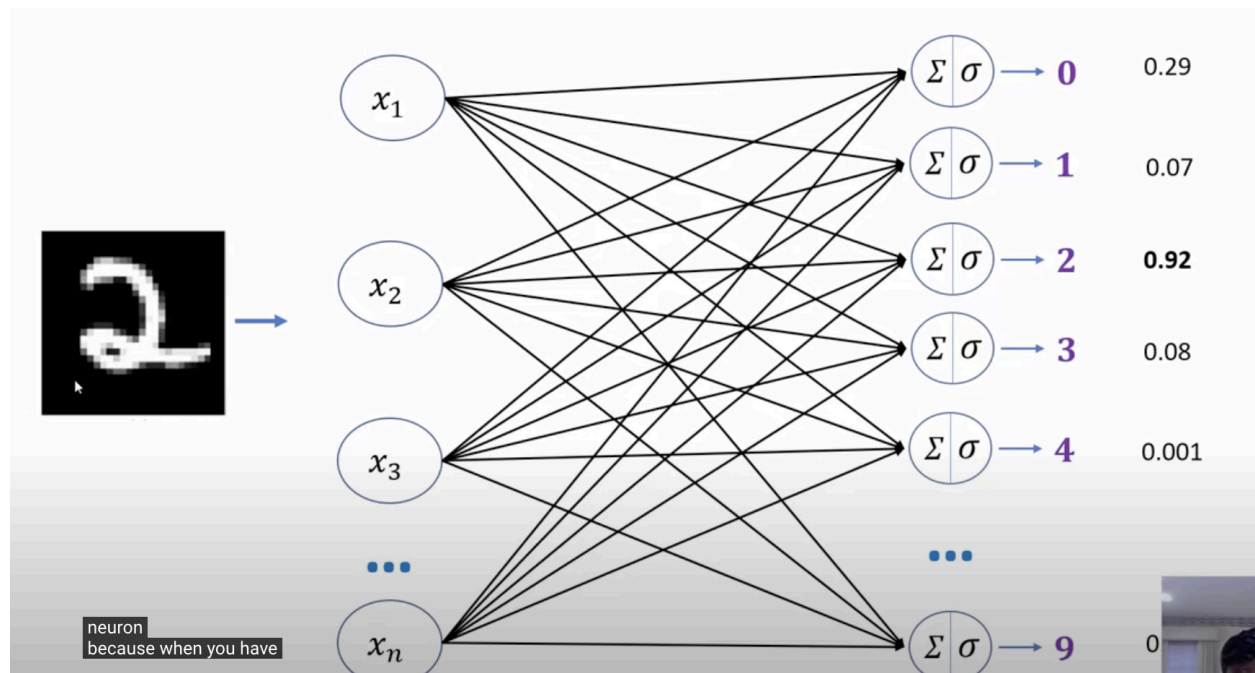 x₁
x₂
x₃
xₙ
Σ σ 0 0.29
Σ σ 1 0.07
Σ σ 2 0.92
Σ σ 3 0.08
Σ σ 4 0.001
Σ σ 9 0
neuron
because when you have